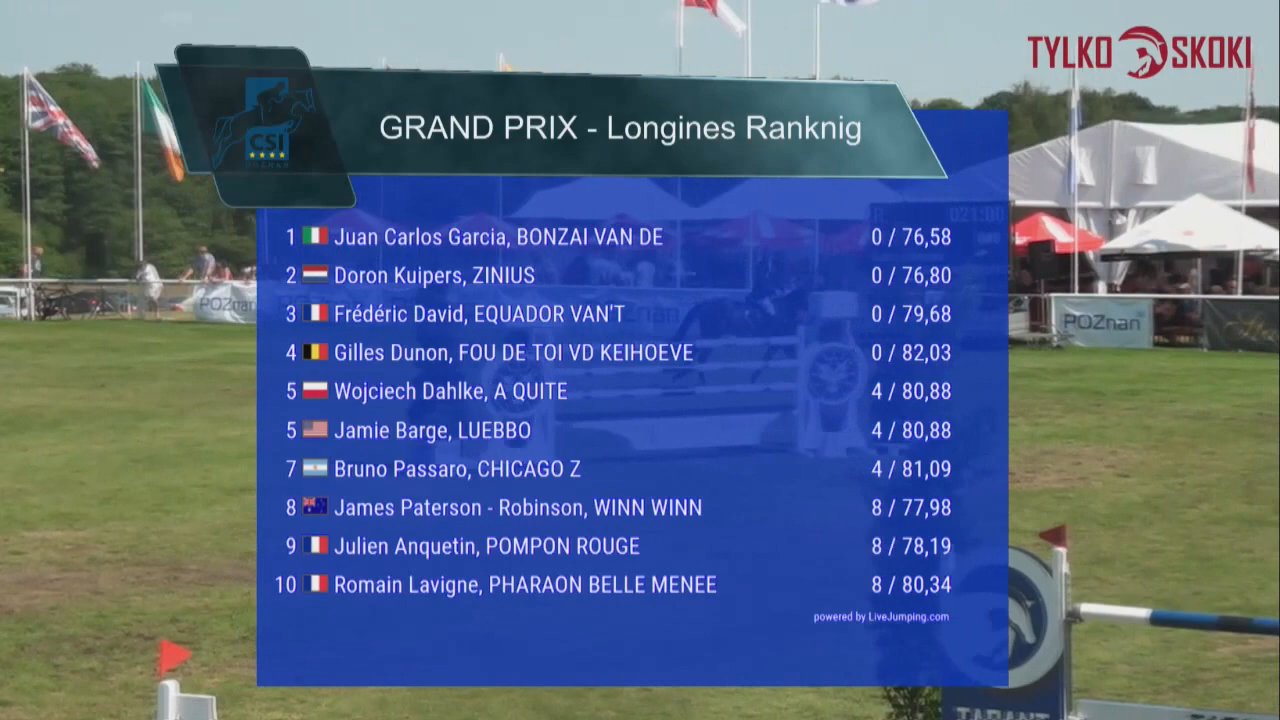 TYLKO SKOKI
CSI
GRAND PRIX - Longines Ranknig
1 Juan Carlos Garcia, BONZAI VAN DE 0 / 76,58
2 Doron Kuipers, ZINIUS 0 / 76,80
3 Frédéric David, EQUADOR VAN'T 0 / 79,68
4 Gilles Dunon, FOU DE TOI VD KEIHOEVE 0 / 82,03
5 Wojciech Dahlke, A QUITE 4 / 80,88
5 Jamie Barge, LUEBBO 4 / 80,88
7 Bruno Passaro, CHICAGO Z 4 / 81,09
8 James Paterson - Robinson, WINN WINN 8 / 77,98
9 Julien Anquetin, POMPON ROUGE 8 / 78,19
10 Romain Lavigne, PHARAON BELLE MENEE 8 / 80,34
powered by LiveJumping.com
POZnan
POZnan
TARANT